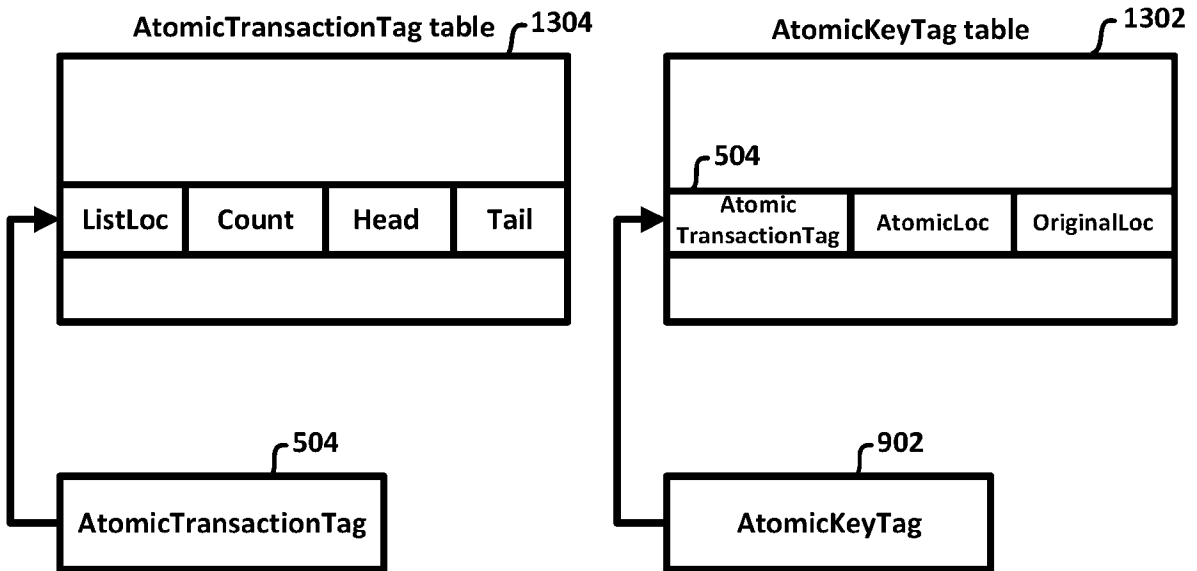 AtomicTransactionTag table
1304
ListLoc
Count
Head
Tail
504
AtomicTransactionTag
AtomicKeyTag table
1302
504
Atomic
TransactionTag
AtomicLoc
OriginalLoc
902
AtomicKeyTag